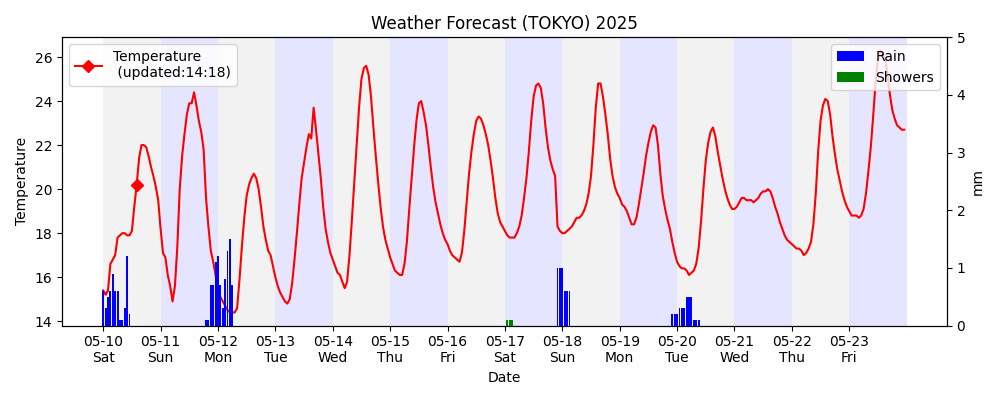 Weather Forecast (TOKYO) 2025
Temperature
(updated:14:18)
Rain
Showers
26
24
22
20
18
16
14
Temperature
5
4
3
2
1
0
mm
05-10 05-11 05-12 05-13 05-14 05-15 05-16 05-17 05-18 05-19 05-20 05-21 05-22 05-23
Sat Sun Mon Tue Wed Thu Fri Sat Sun Mon Tue Wed Thu Fri
Date